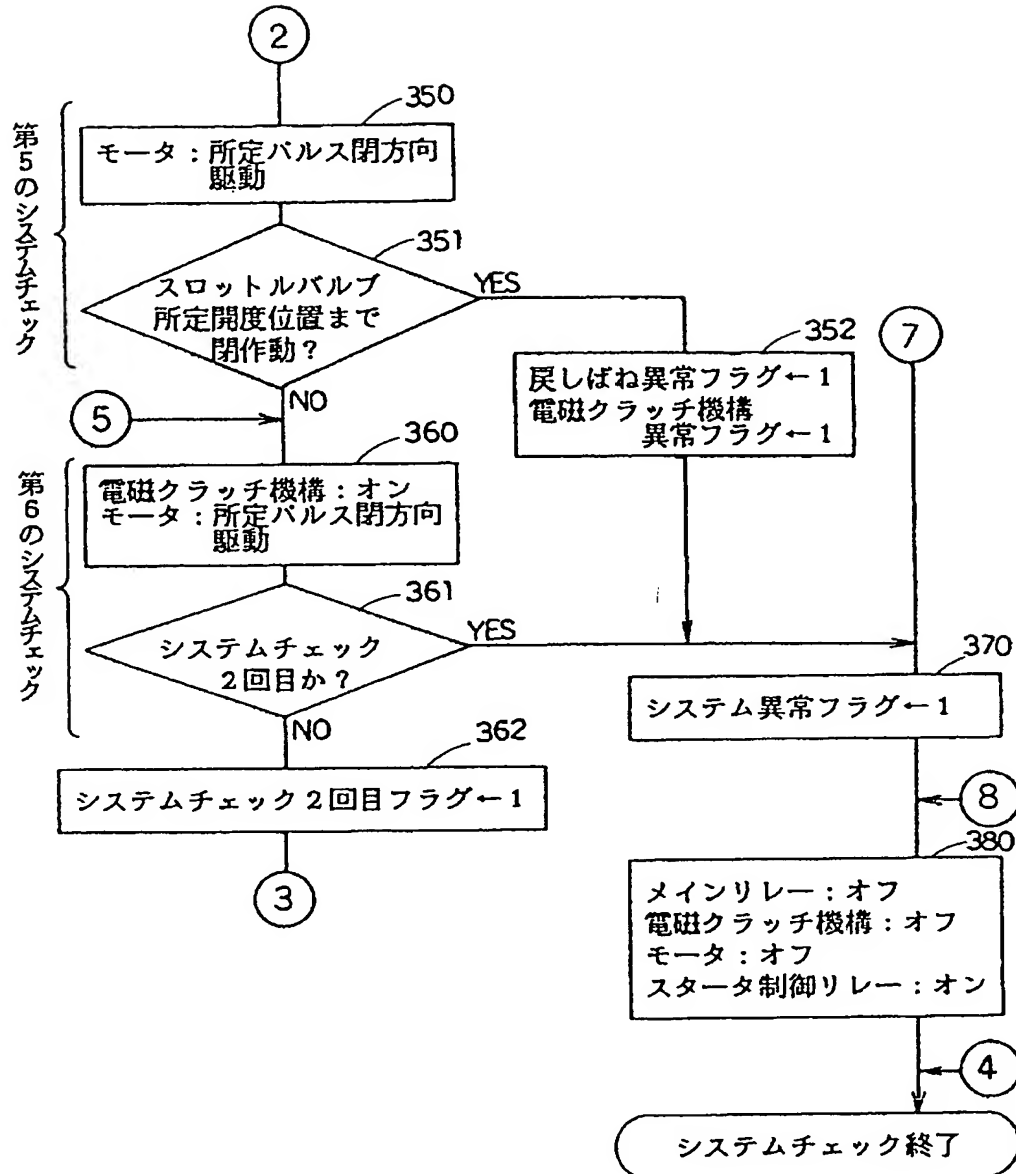 2
350
第5のシステムチェック
モータ：所定パルス閉方向
駆動
351
スロットルバルブ
所定開度位置まで
閉作動？
YES
NO
352
戻しばね異常フラグ←1
電磁クラッチ機構
異常フラグ←1
7
5
360
第6のシステムチェック
電磁クラッチ機構：オン
モータ：所定パルス閉方向
駆動
361
システムチェック
2回目か？
YES
NO
370
システム異常フラグ←1
362
システムチェック2回目フラグ←1
3
8
380
メインリレー：オフ
電磁クラッチ機構：オフ
モータ：オフ
スタータ制御リレー：オン
4
システムチェック終了